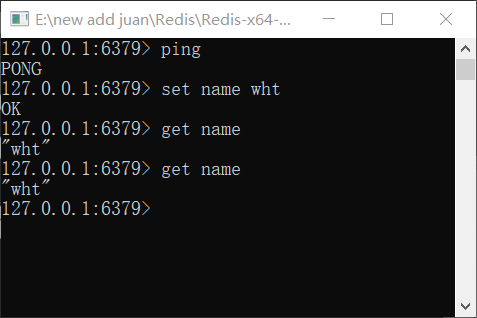 E:\new add juan\Redis\Redis-x64-...
127.0.0.1:6379> ping
PONG
127.0.0.1:6379> set name wht
OK
127.0.0.1:6379> get name
"wht"
127.0.0.1:6379> get name
"wht"
127.0.0.1:6379>